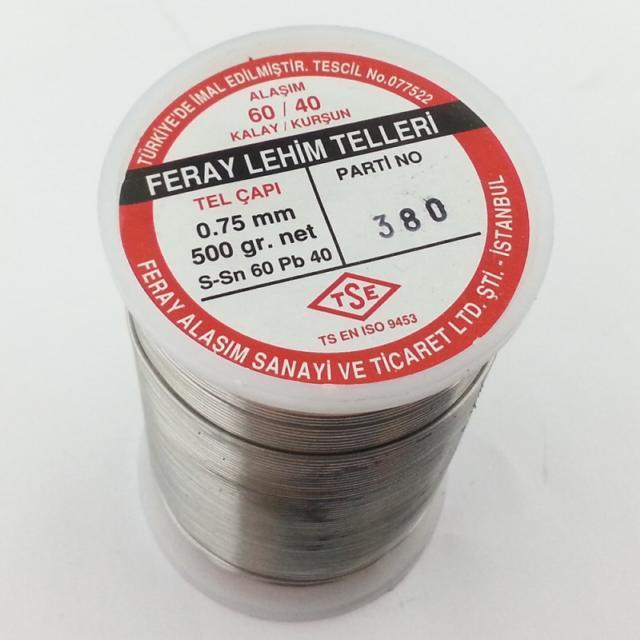 TÜRKİYE'DE İMAL EDİLMİŞTİR. TESCİL No.077522
ALAŞIM
60 / 40
KALAY / KURŞUN
FERAY LEHİM TELLERİ
TEL ÇAPI
0.75 mm
500 gr. net
S-Sn 60 Pb 40
PARTİ NO
380
TSE
TS EN ISO 9453
FERAY ALAŞIM SANAYİ VE TİCARET LTD. ŞTİ. - İSTANBUL